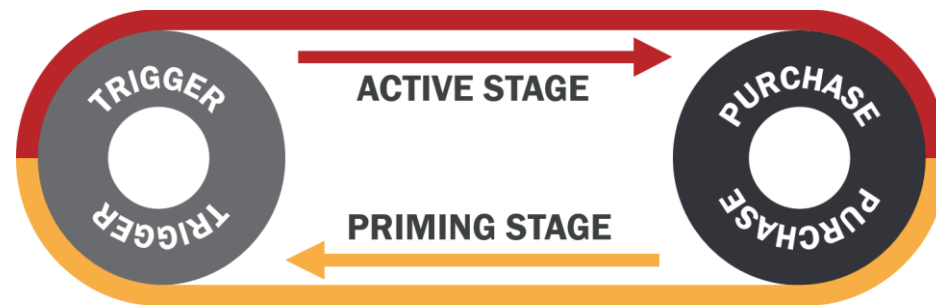 TRIGGER
ACTIVE STAGE
PURCHASE
TRIGGER
PRIMING STAGE
PURCHASE